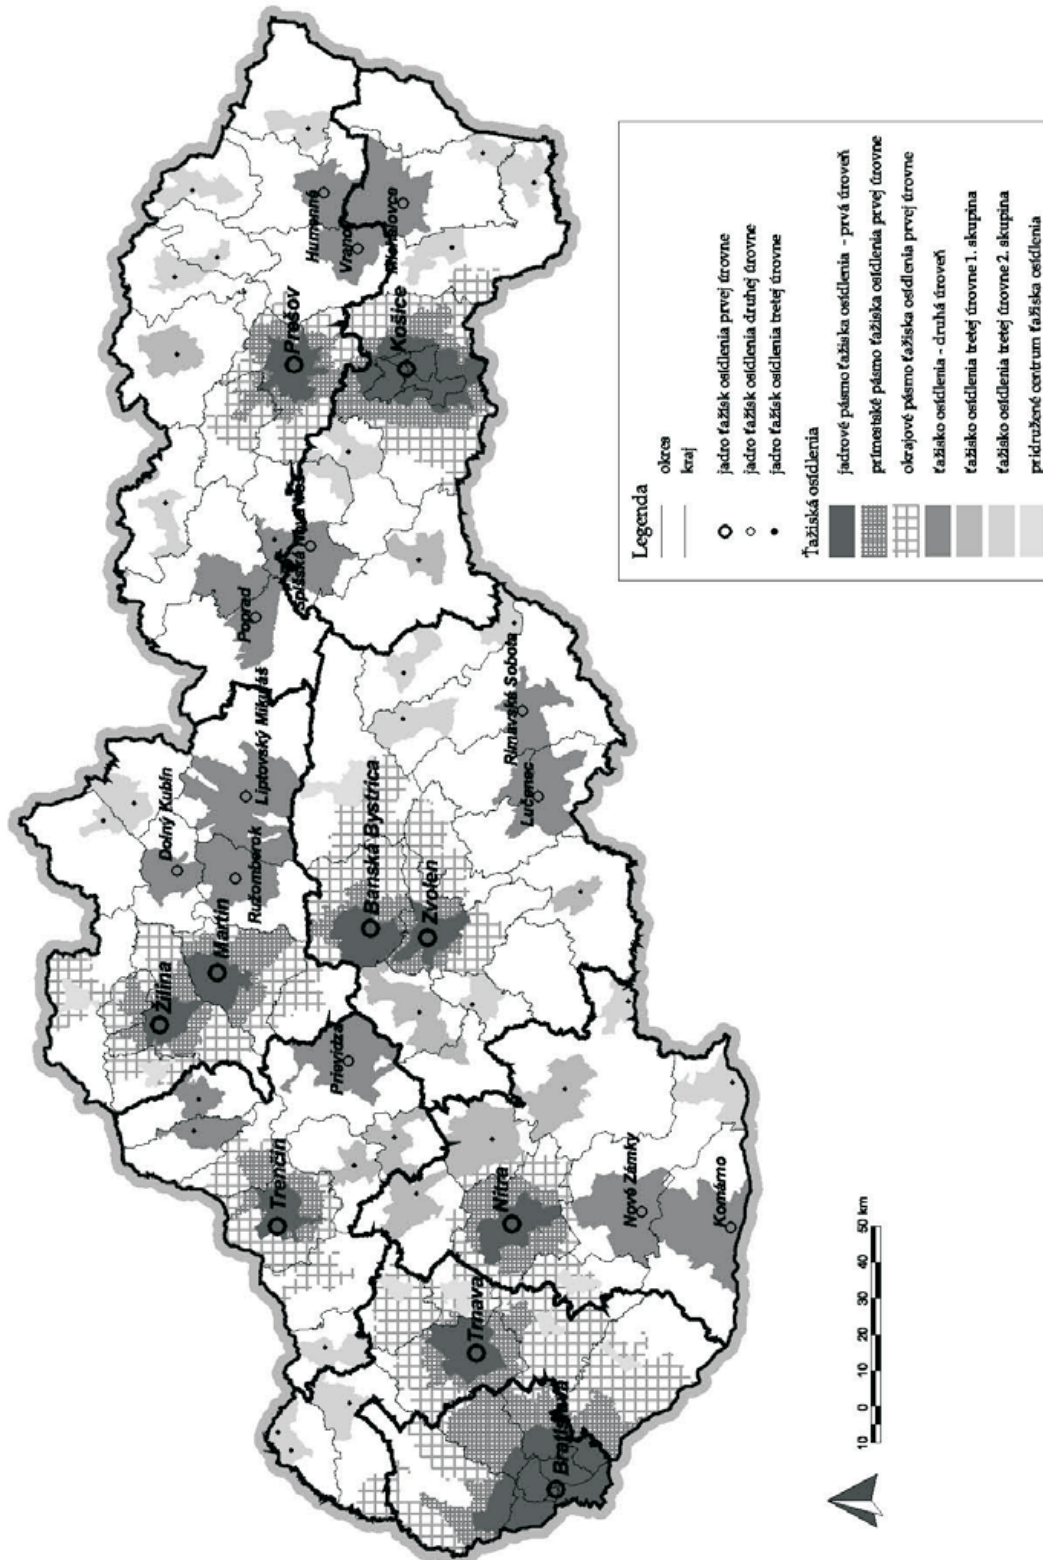 Prešov
Košice
Humenné
Vranov
Michalovce
Poprad
Spišská Nová Ves
Dolný Kubín
Ružomberok
Liptovský Mikuláš
Žilina
Martin
Banská Bystrica
Zvolen
Rimavská Sobota
Lučenec
Prievidza
Trenčín
Nitra
Nové Zámky
Komárno
Trnava
Bratislava
10 0 10 20 30 40 50 km
Legenda
okres
kraj
jadro ťažísk osídlenia prvej úrovne
jadro ťažísk osídlenia druhej úrovne
jadro ťažísk osídlenia tretej úrovne
Ťažiská osídlenia
jadrové pásmo ťažiska osídlenia - prvá úroveň
prímestské pásmo ťažiska osídlenia prvej úrovne
okrajové pásmo ťažiska osídlenia prvej úrovne
ťažisko osídlenia - druhá úroveň
ťažisko osídlenia tretej úrovne 1. skupina
ťažisko osídlenia tretej úrovne 2. skupina
pridružené centrum ťažiska osídlenia